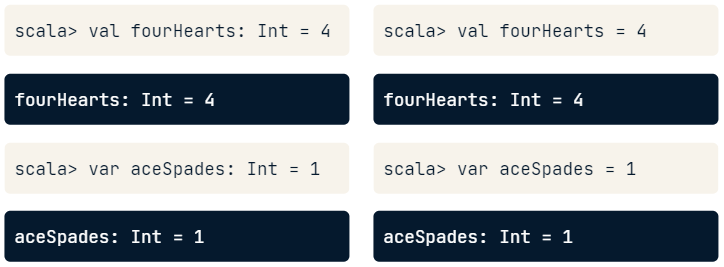 scala> val fourHearts: Int = 4
fourHearts: Int = 4
scala> var aceSpades: Int = 1
aceSpades: Int = 1
scala> val fourHearts = 4
fourHearts: Int = 4
scala> var aceSpades = 1
aceSpades: Int = 1